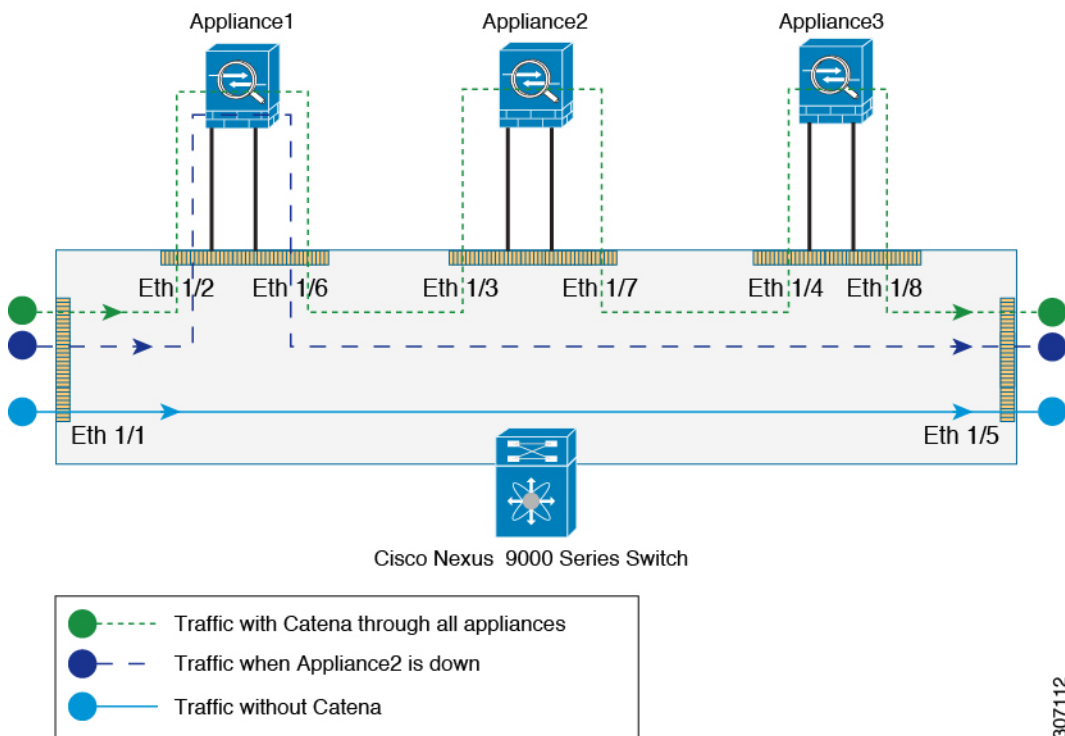 Appliance1
Appliance2
Appliance3
Eth 1/2
Eth 1/6
Eth 1/3
Eth 1/7
Eth 1/4
Eth 1/8
Eth 1/1
Eth 1/5
Cisco Nexus 9000 Series Switch
Traffic with Catena through all appliances
Traffic when Appliance2 is down
Traffic without Catena
307112